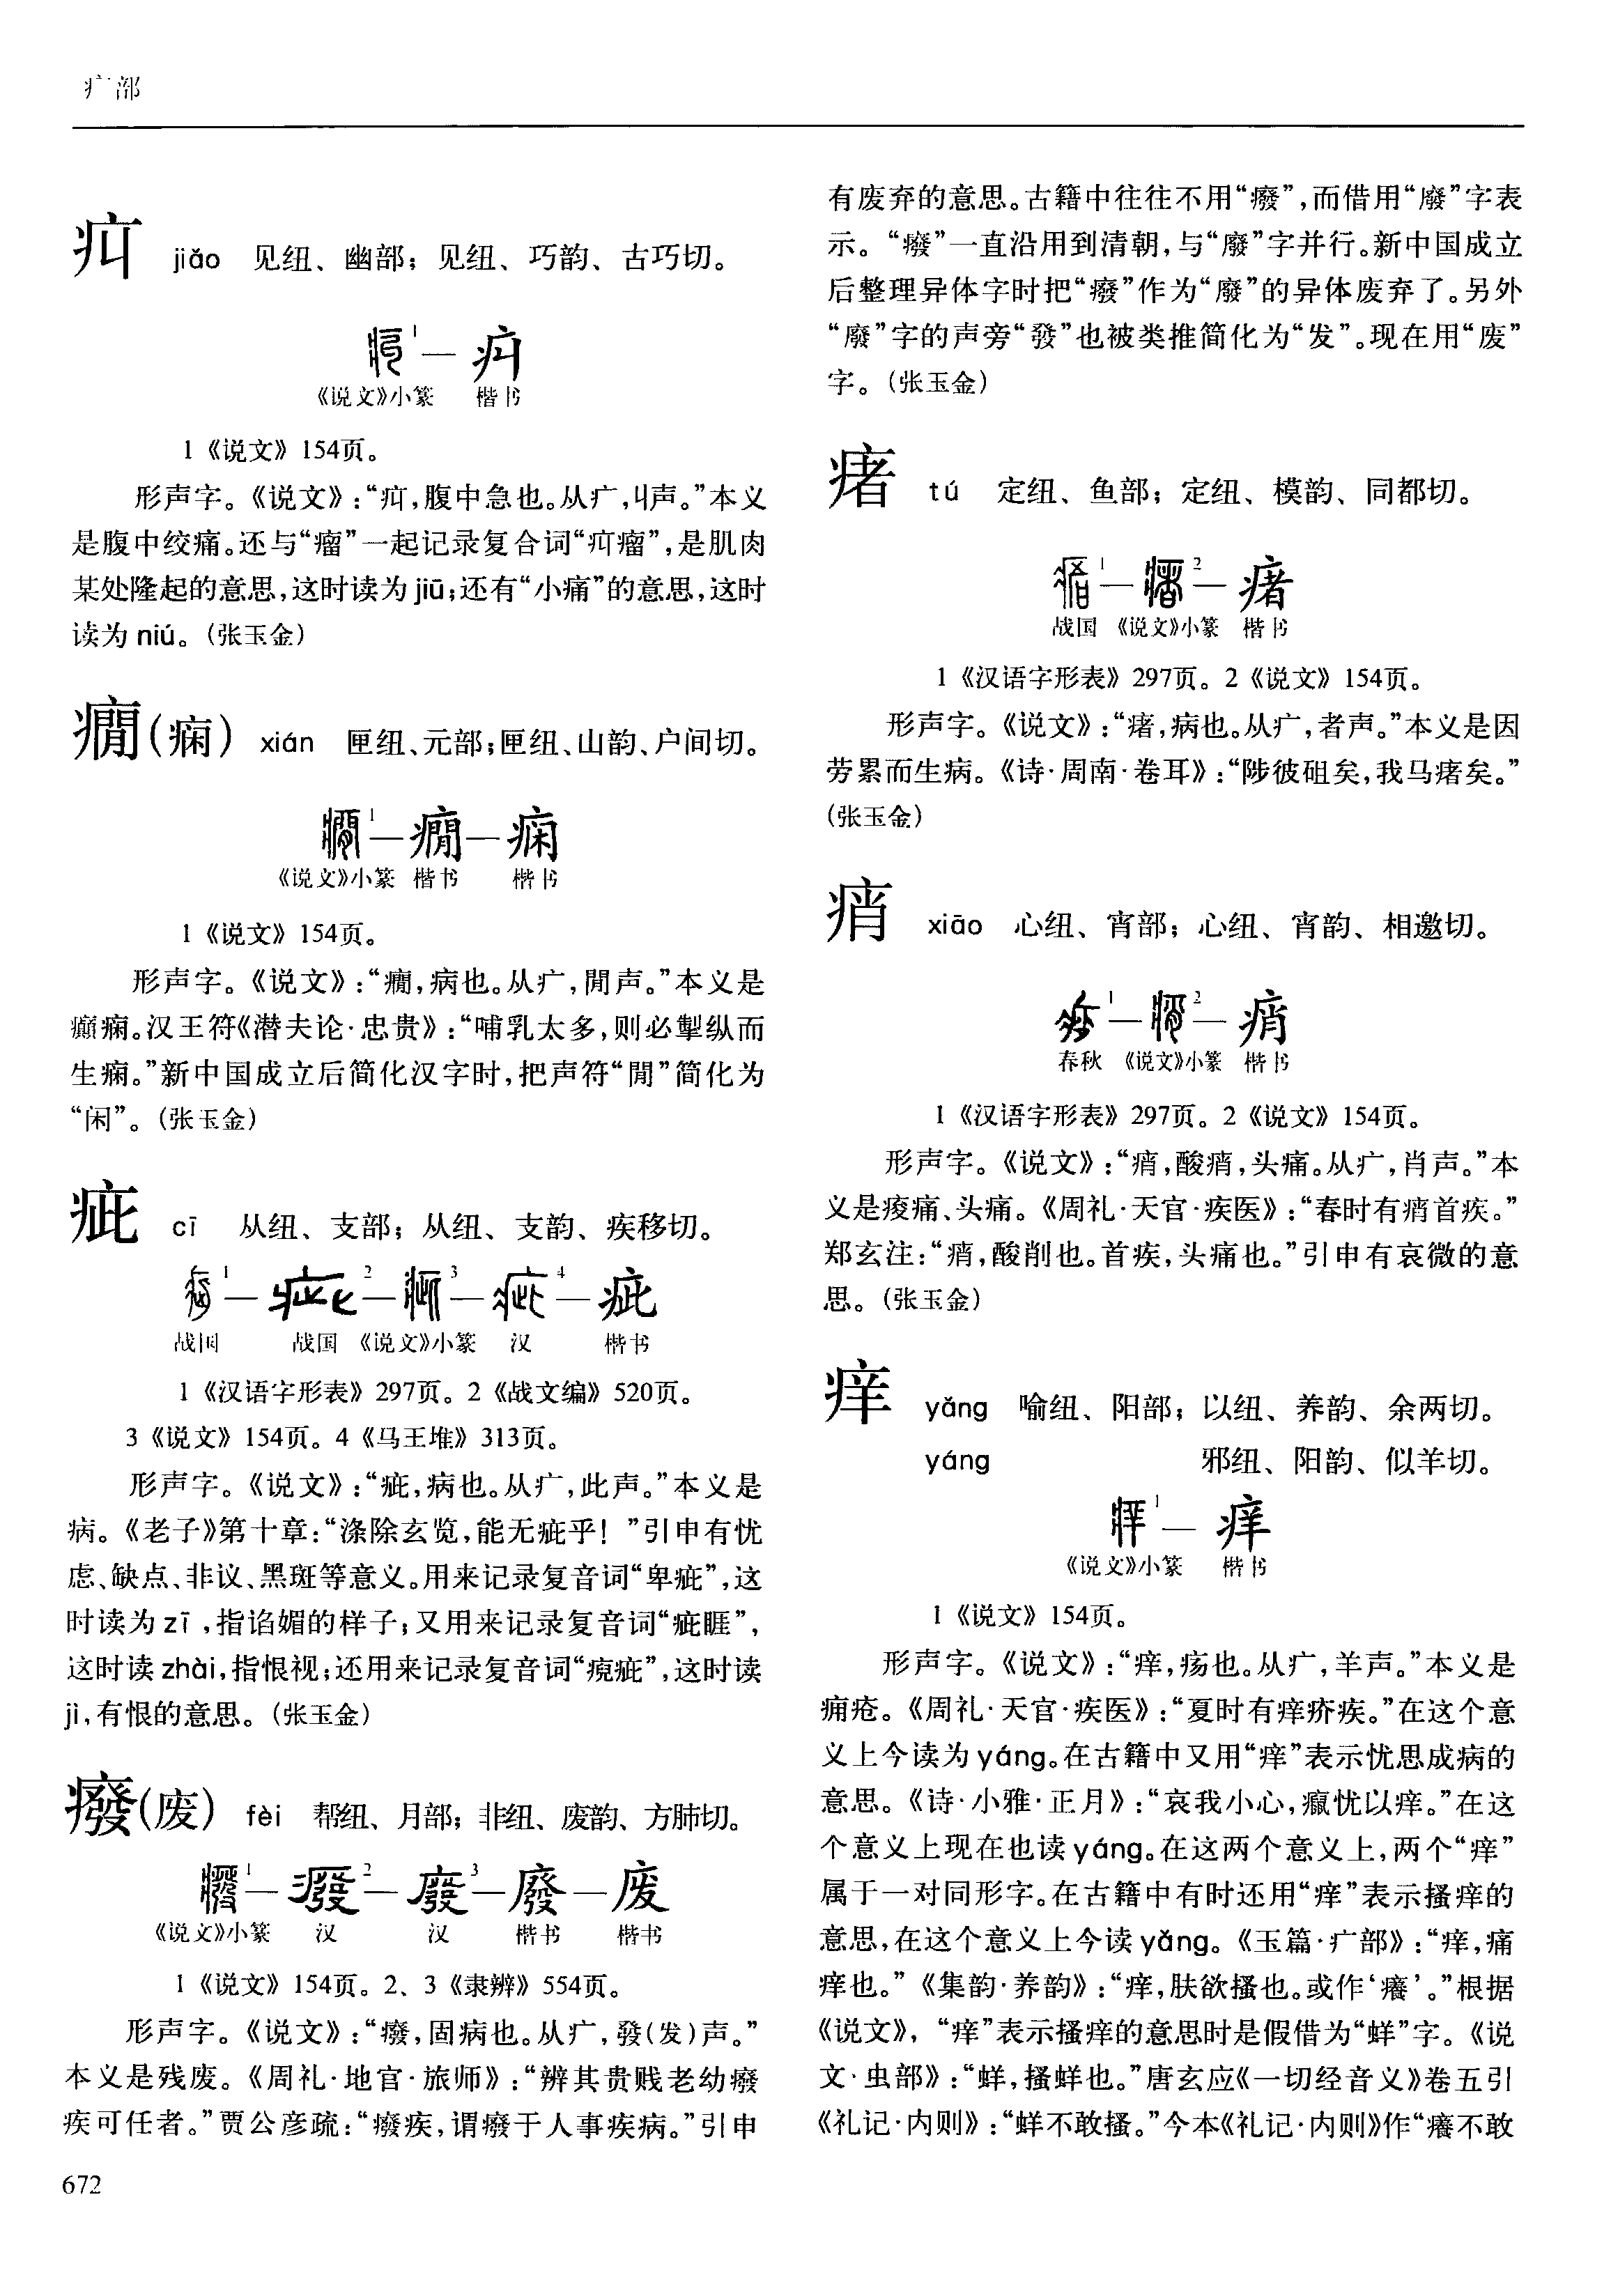 疒部
疛 jiǎo 见纽、幽部；见纽、巧韵、古巧切。
1—
《说文》小篆 楷书
1《说文》154页。
形声字。《说文》：“，腹中急也。从疒，丩声。”本义
是腹中绞痛。还与“瘤”一起记录复合词“瘤”，是肌肉
某处隆起的意思，这时读为jiū；还有“小痛”的意思，这时
读为niú。（张玉金）
癇（痫） xián 匣纽、元部；匣纽、山韵、户间切。
1—癇—痫
《说文》小篆 楷书 楷书
1《说文》154页。
形声字。《说文》：“癇，病也。从疒，閒声。”本义是
癫痫。汉王符《潜夫论·忠贵》：“哺乳太多，则必掣纵而
生痫。”新中国成立后简化汉字时，把声符“閒”简化为
“闲”。（张玉金）
疵 cī 从纽、支部；从纽、支韵、疾移切。
1—2—3—4—疵
战国 战国 《说文》小篆 汉 楷书
1《汉语字形表》297页。2《战文编》520页。
3《说文》154页。4《马王堆》313页。
形声字。《说文》：“疵，病也。从疒，此声。”本义是
病。《老子》第十章：“涤除玄览，能无疵乎！”引申有忧
虑、缺点、非议、黑斑等意义。用来记录复音词“卑疵”，这
时读为zī，指谄媚的样子；又用来记录复音词“疵睚”，
这时读zhài，指恨视；还用来记录复音词“疵”，这时读
jì，有恨的意思。（张玉金）
癈（废） fèi 帮纽、月部；非纽、废韵、方肺切。
1—2—3—廢—废
《说文》小篆 汉 汉 楷书 楷书
1《说文》154页。2、3《隶辨》554页。
形声字。《说文》：“癈，固病也。从疒，發（发）声。”
本义是残废。《周礼·地官·旅师》：“辨其贵贱老幼癈
疾可任者。”贾公彦疏：“癈疾，谓癈于人事疾病。”引申
有废弃的意思。古籍中往往不用“癈”，而借用“廢”字表
示。“癈”一直沿用到清朝，与“廢”字并行。新中国成立
后整理异体字时把“癈”作为“廢”的异体废弃了。另外
“廢”字的声旁“發”也被类推简化为“发”。现在用“废”
字。（张玉金）
瘏 tú 定纽、鱼部；定纽、模韵、同都切。
1—2—瘏
战国 《说文》小篆 楷书
1《汉语字形表》297页。2《说文》154页。
形声字。《说文》：“瘏，病也。从疒，者声。”本义是因
劳累而生病。《诗·周南·卷耳》：“陟彼砠矣，我马瘏矣。”
（张玉金）
痟 xiāo 心纽、宵部；心纽、宵韵、相邀切。
1—2—痟
春秋 《说文》小篆 楷书
1《汉语字形表》297页。2《说文》154页。
形声字。《说文》：“痟，酸痟，头痛。从疒，肖声。”本
义是痠痛、头痛。《周礼·天官·疾医》：“春时有痟首疾。”
郑玄注：“痟，酸削也。首疾，头痛也。”引申有衰微的意
思。（张玉金）
痒 yǎng 喻纽、阳部；以纽、养韵、余两切。
yáng 邪纽、阳韵、似羊切。
1—痒
《说文》小篆 楷书
1《说文》154页。
形声字。《说文》：“痒，疡也。从疒，羊声。”本义是
痈疮。《周礼·天官·疾医》：“夏时有痒疥疾。”在这个意
义上今读为yáng。在古籍中又用“痒”表示忧思成病的
意思。《诗·小雅·正月》：“哀我小心，癙忧以痒。”在这
个意义上现在也读yáng。在这两个意义上，两个“痒”
属于一对同形字。在古籍中有时还用“痒”表示搔痒的
意思，在这个意义上今读yǎng。《玉篇·疒部》：“痒，痛
痒也。”《集韵·养韵》：“痒，肤欲搔也。或作‘癢’。”根据
《说文》，“痒”表示搔痒的意思时是假借为“蛘”字。《说
文·虫部》：“蛘，搔蛘也。”唐玄应《一切经音义》卷五引
《礼记·内则》：“蛘不敢搔。”今本《礼记·内则》作“癢不敢
672